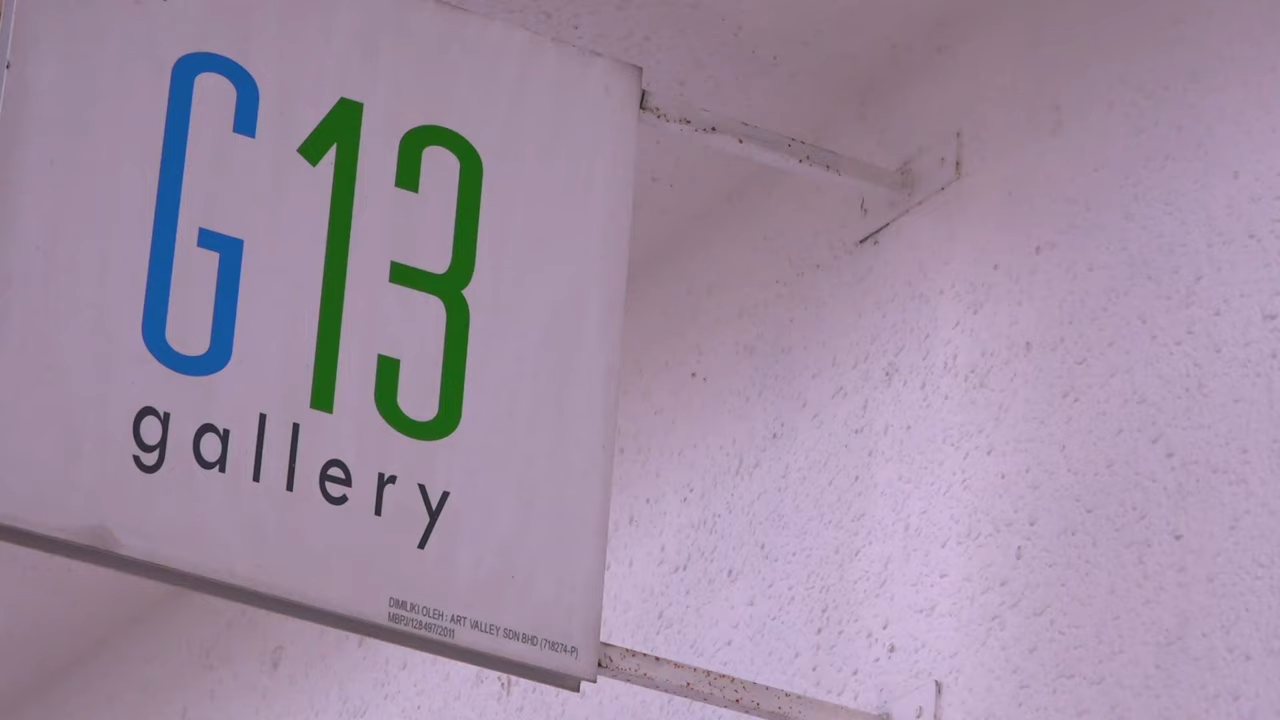 G13
gallery
DIMILIKI OLEH : ART VALLEY SDN BHD (718274-P)
MBPJ/128497/2011